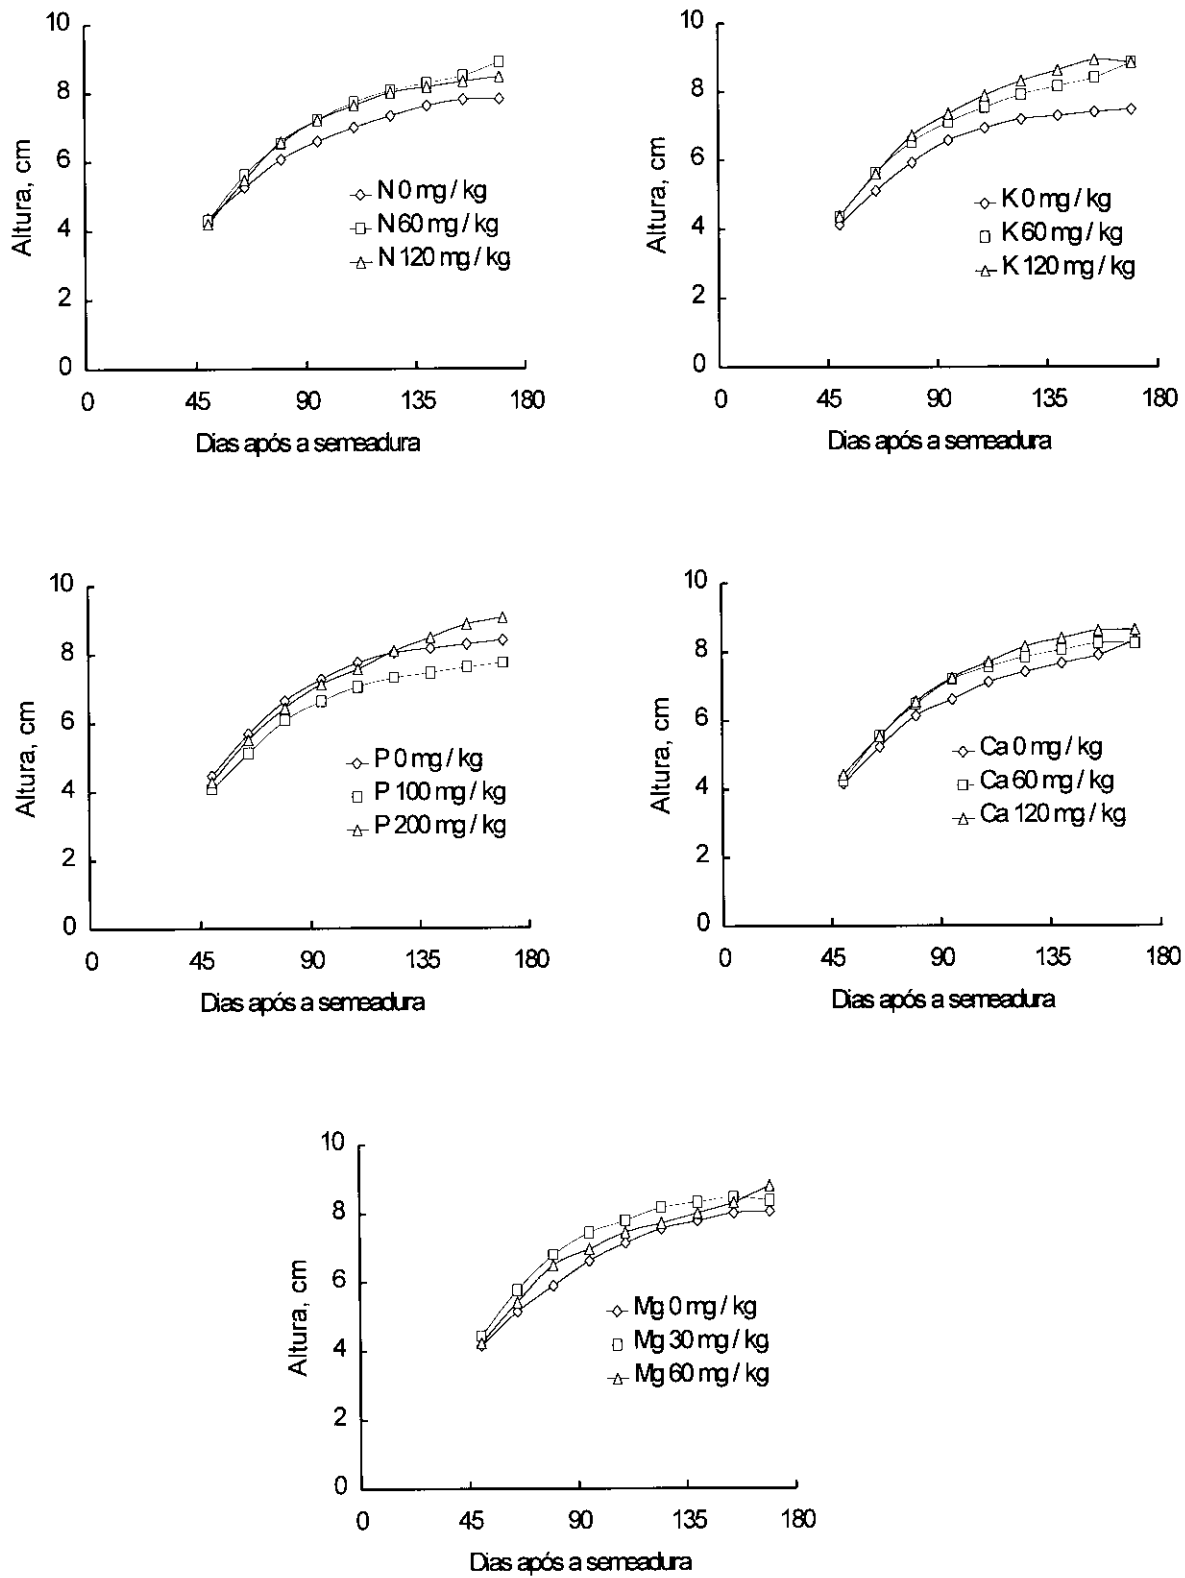 10
8
6
4
2
0
Altura, cm
N 0 mg / kg
N 60 mg / kg
N 120 mg / kg
0 45 90 135 180
Dias após a semeadura
10
8
6
4
2
0
Altura, cm
K 0 mg / kg
K 60 mg / kg
K 120 mg / kg
0 45 90 135 180
Dias após a semeadura
10
8
6
4
2
0
Altura, cm
P 0 mg / kg
P 100 mg / kg
P 200 mg / kg
0 45 90 135 180
Dias após a semeadura
10
8
6
4
2
0
Altura, cm
Ca 0 mg / kg
Ca 60 mg / kg
Ca 120 mg / kg
0 45 90 135 180
Dias após a semeadura
10
8
6
4
2
0
Altura, cm
Mg 0 mg / kg
Mg 30 mg / kg
Mg 60 mg / kg
0 45 90 135 180
Dias após a semeadura